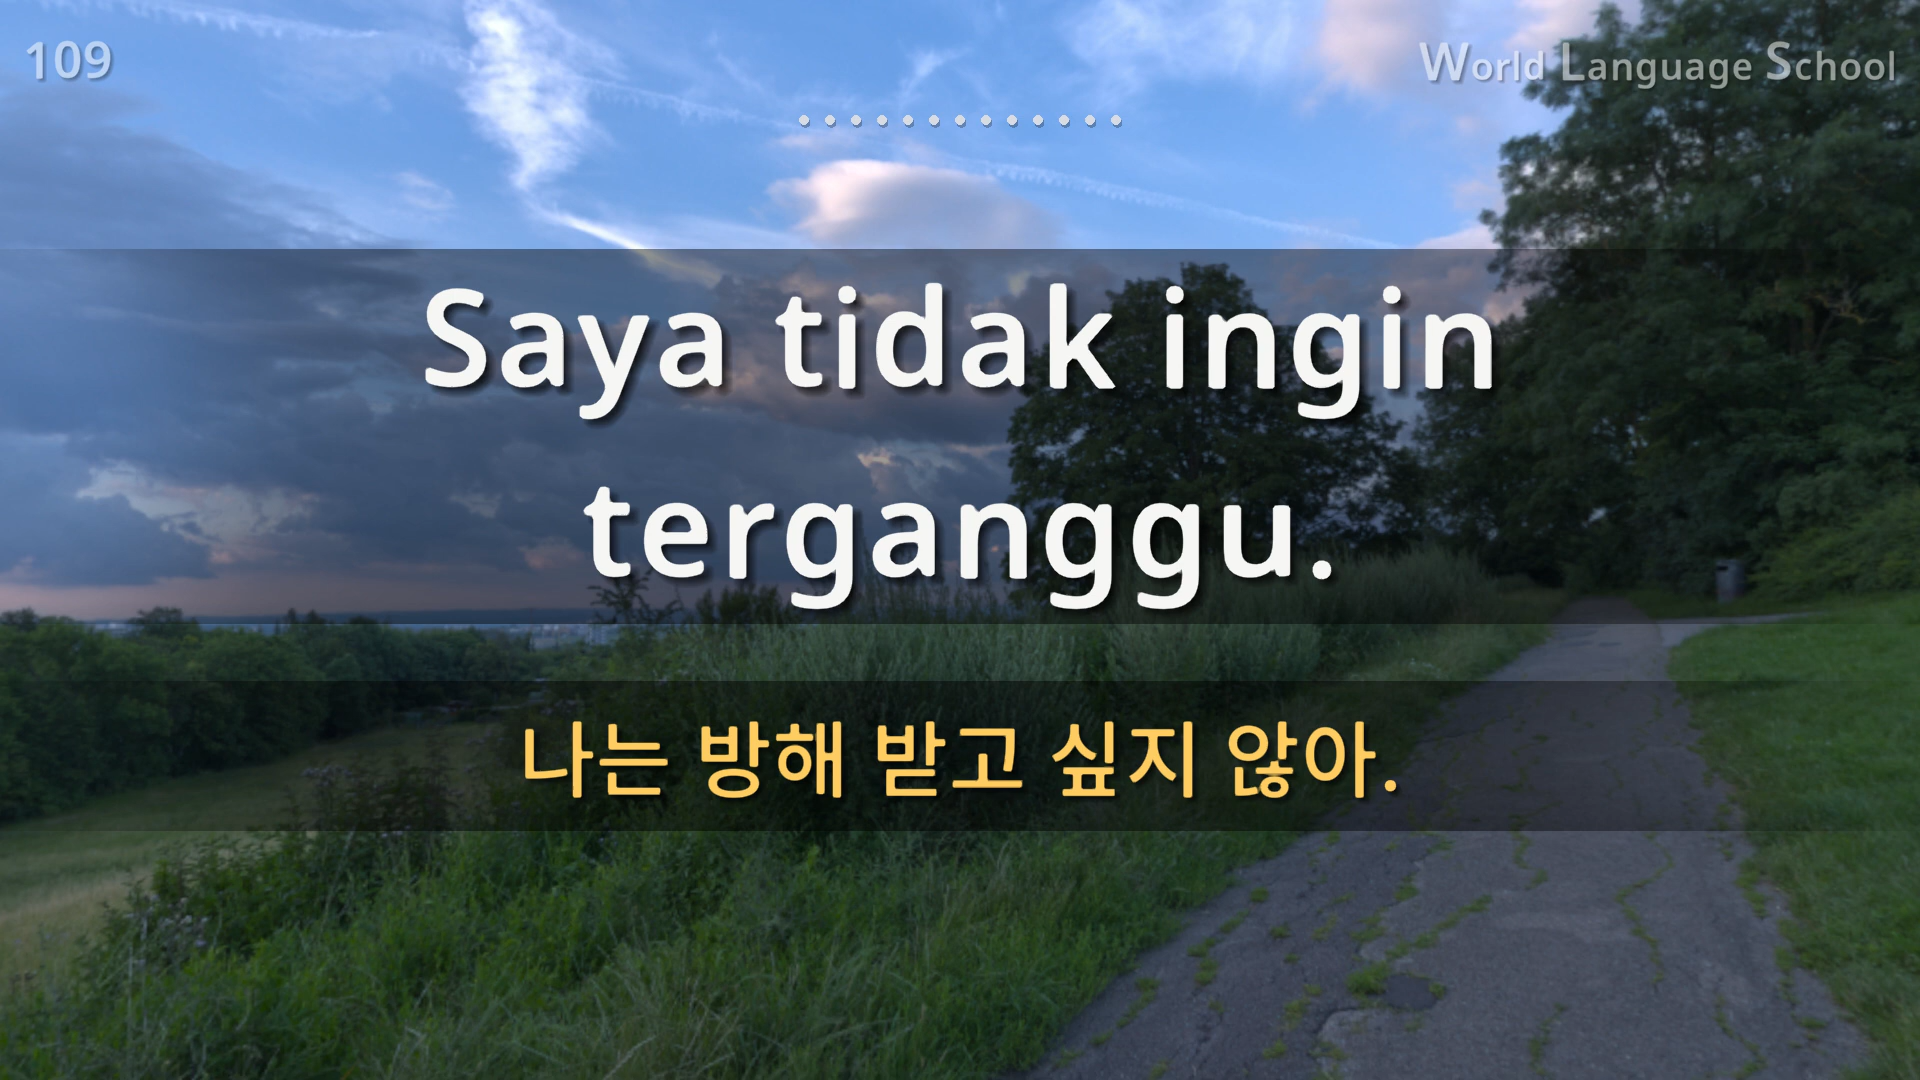 109
World Language School
Saya tidak ingin
terganggu.
나는 방해 받고 싶지 않아.